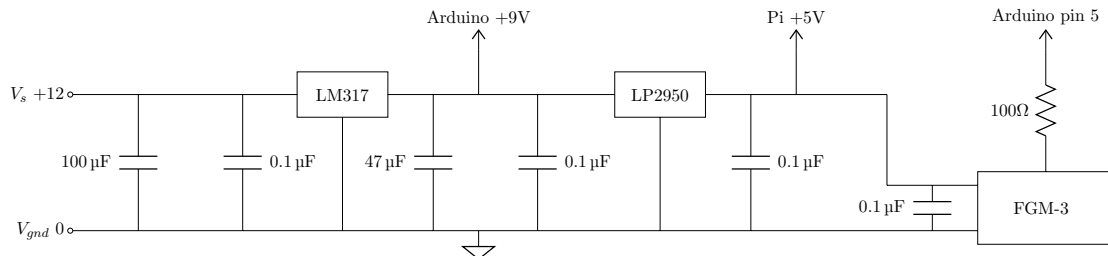 Arduino +9V
Pi +5V
Arduino pin 5
V_s +12
LM317
LP2950
100Ω
100 µF
0.1 µF
47 µF
0.1 µF
0.1 µF
0.1 µF
FGM-3
V_gnd 0